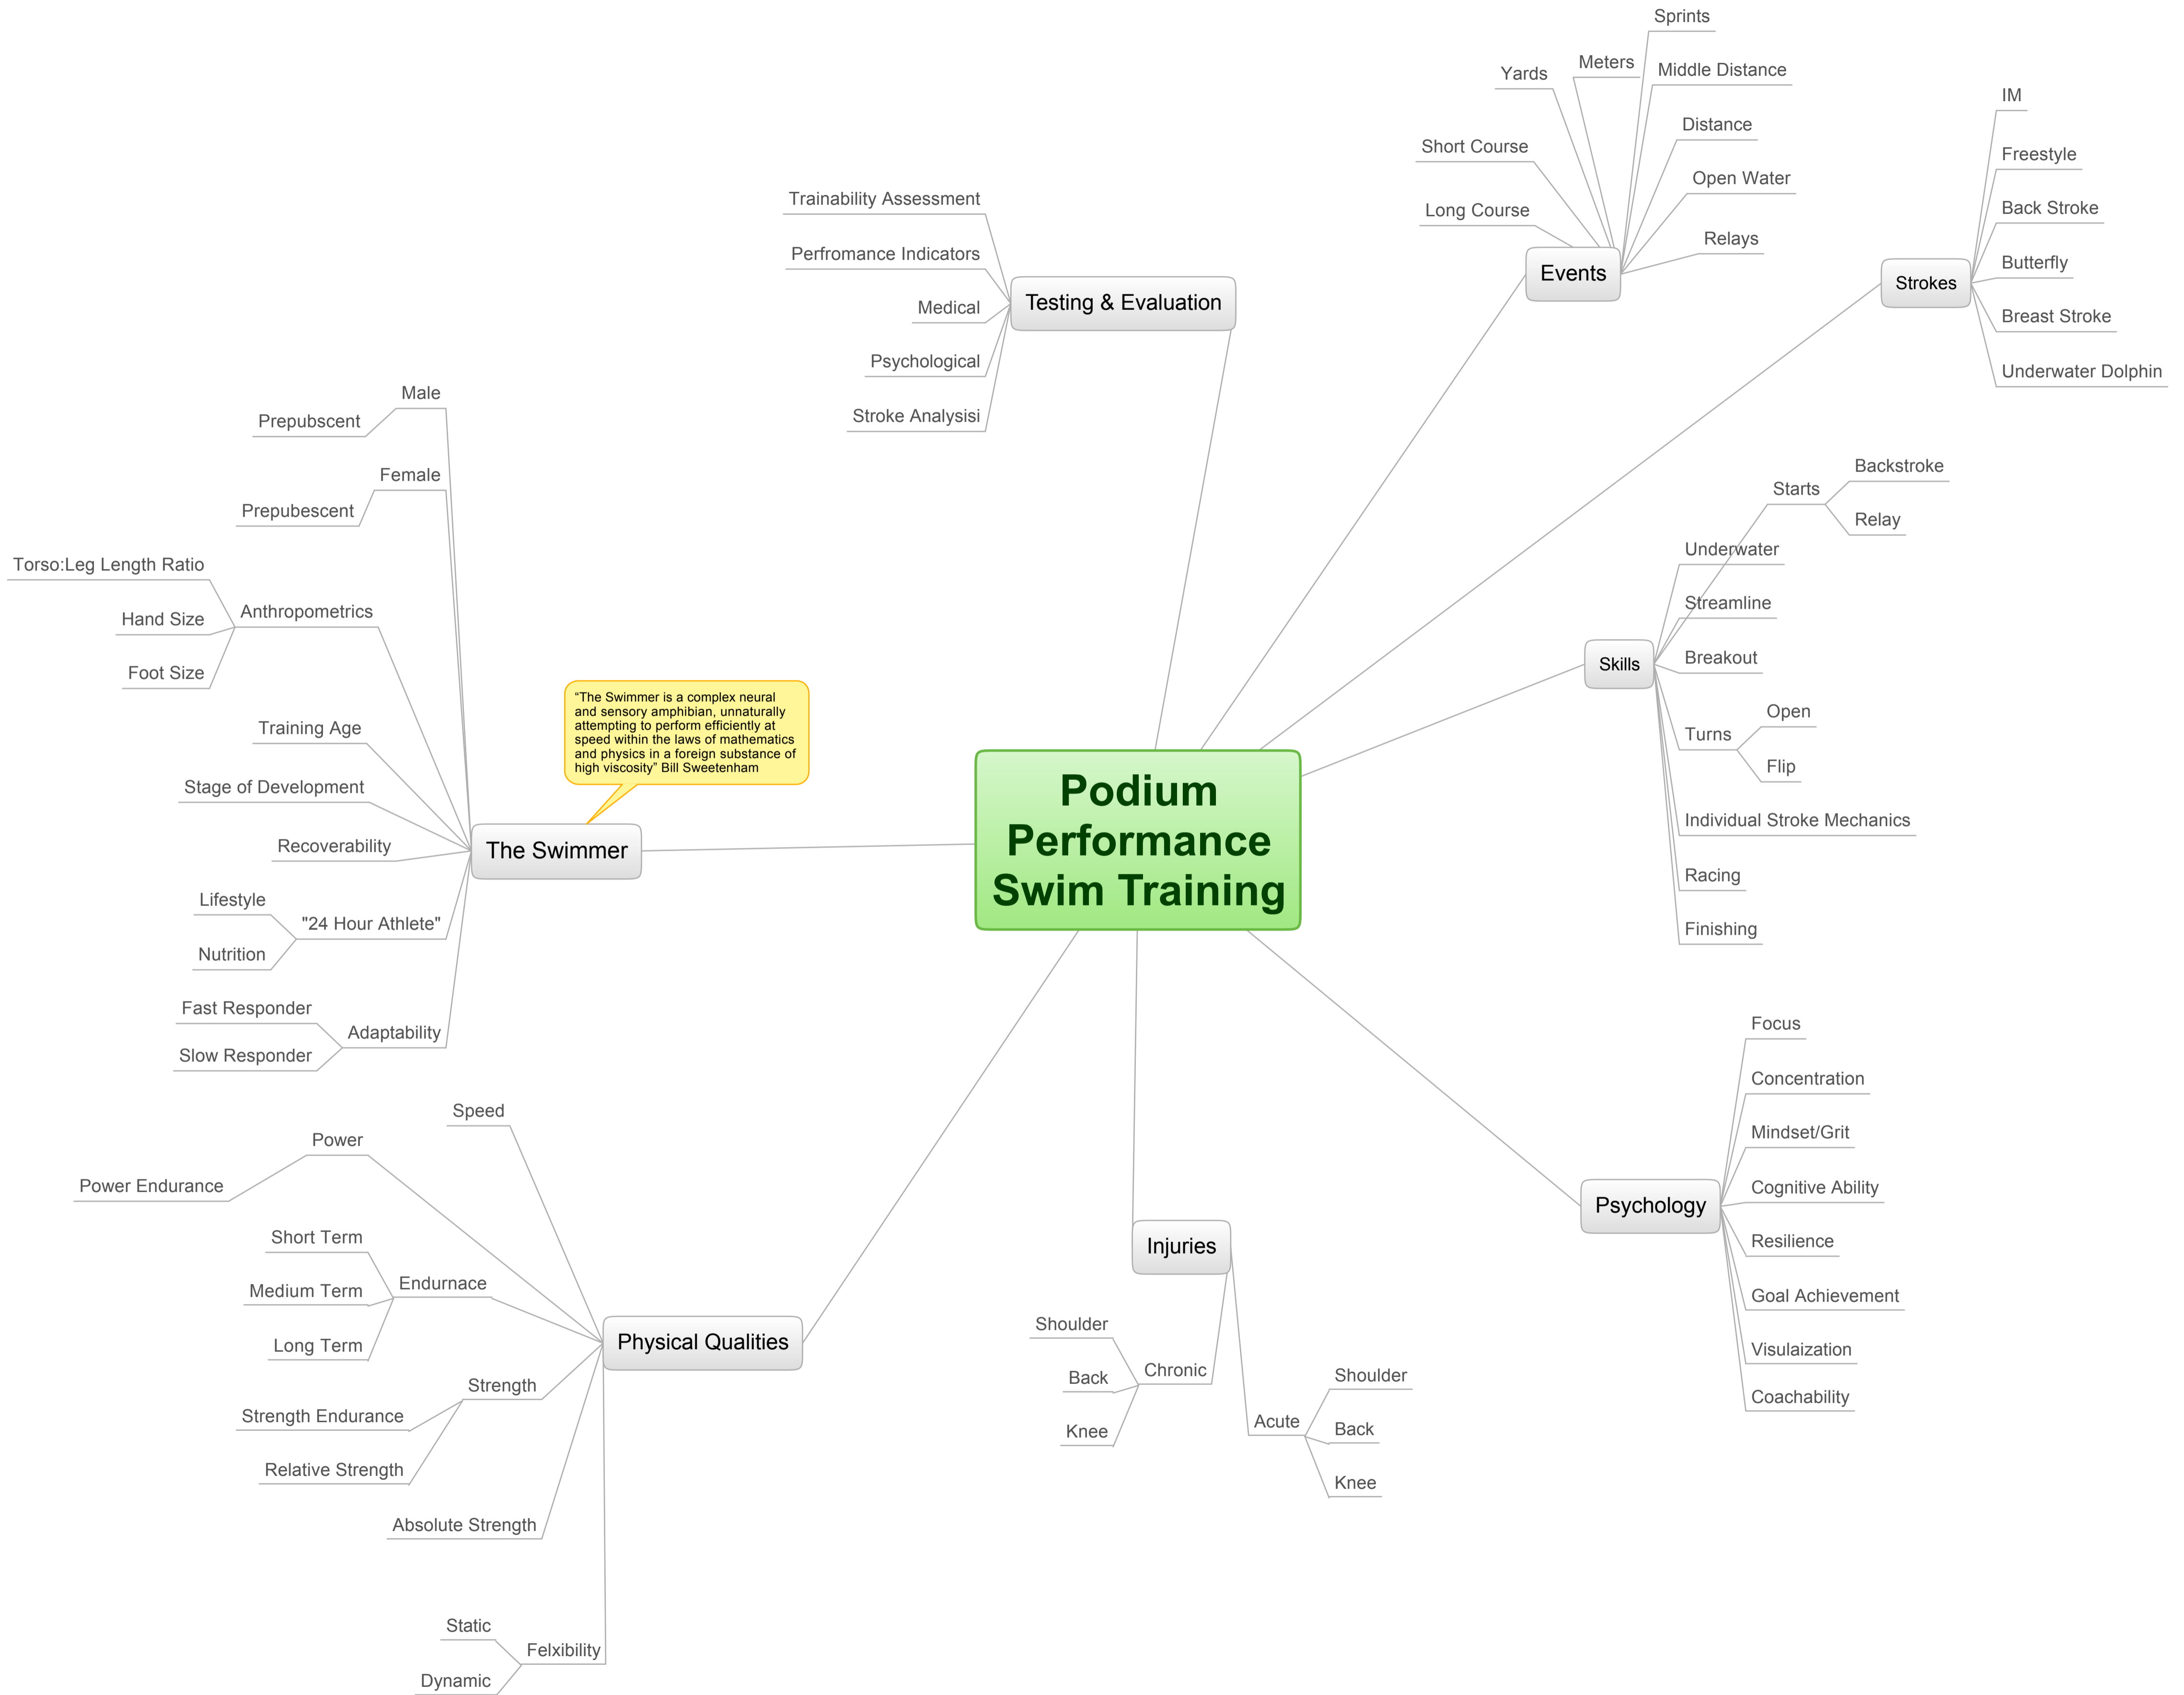 Podium
Performance
Swim Training
Testing & Evaluation
Trainability Assessment
Perfromance Indicators
Medical
Psychological
Stroke Analysisi
Events
Long Course
Short Course
Yards
Meters
Sprints
Middle Distance
Distance
Open Water
Relays
Strokes
IM
Freestyle
Back Stroke
Butterfly
Breast Stroke
Underwater Dolphin
Skills
Starts
Backstroke
Relay
Underwater
Streamline
Breakout
Turns
Open
Flip
Individual Stroke Mechanics
Racing
Finishing
Psychology
Focus
Concentration
Mindset/Grit
Cognitive Ability
Resilience
Goal Achievement
Visulaization
Coachability
Injuries
Chronic
Shoulder
Back
Knee
Acute
Shoulder
Back
Knee
Physical Qualities
Speed
Power
Power Endurance
Endurnace
Short Term
Medium Term
Long Term
Strength
Strength Endurance
Relative Strength
Absolute Strength
Felxibility
Static
Dynamic
The Swimmer
“The Swimmer is a complex neural
and sensory amphibian, unnaturally
attempting to perform efficiently at
speed within the laws of mathematics
and physics in a foreign substance of
high viscosity” Bill Sweetenham
Male
Prepubscent
Female
Prepubescent
Anthropometrics
Torso:Leg Length Ratio
Hand Size
Foot Size
Training Age
Stage of Development
Recoverability
"24 Hour Athlete"
Lifestyle
Nutrition
Adaptability
Fast Responder
Slow Responder